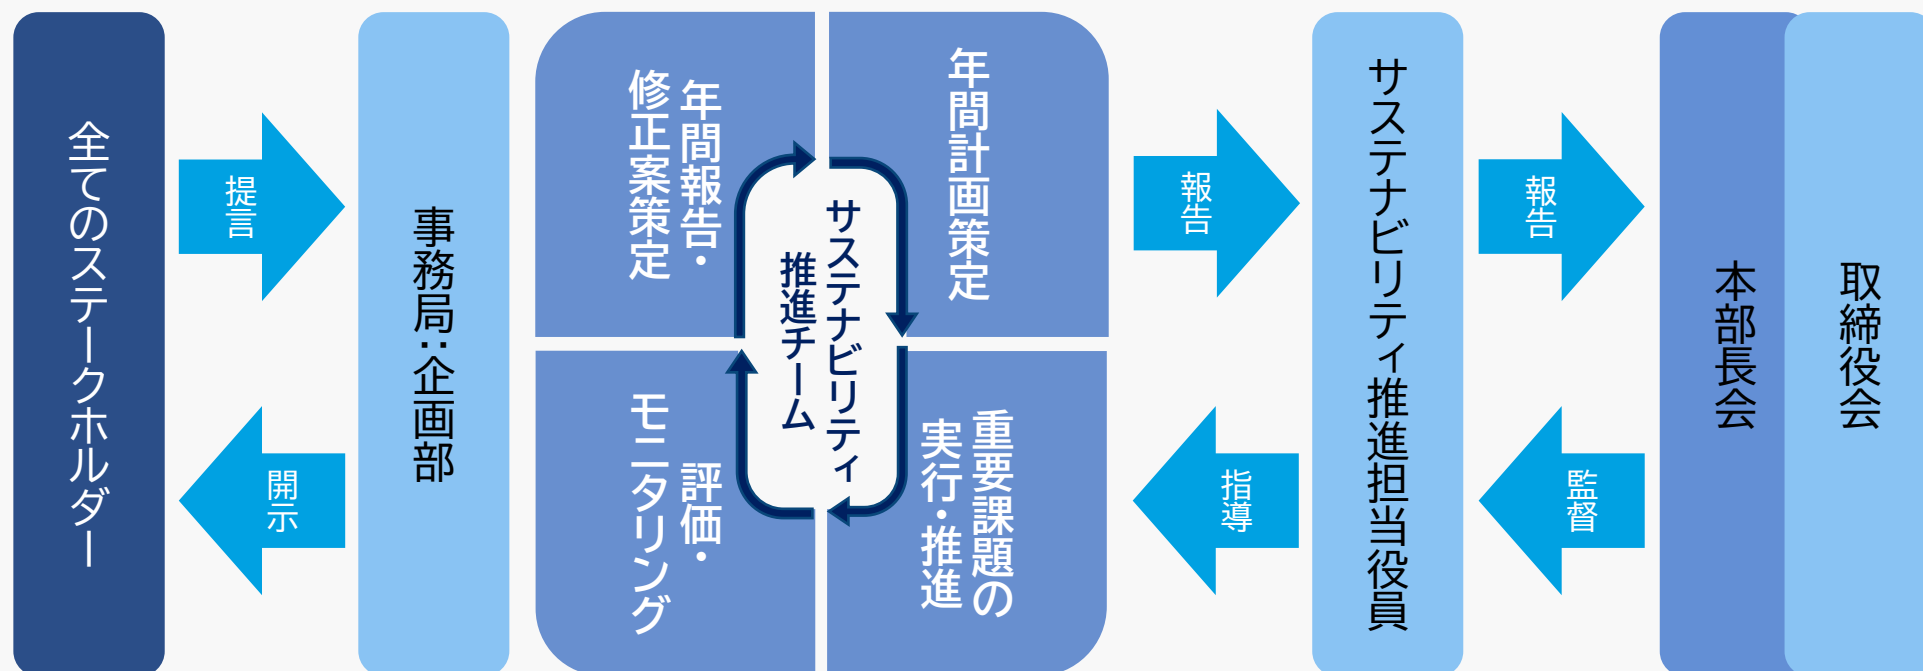 全てのステークホルダー
提言
開示
事務局：企画部
年間報告・
修正案策定
年間計画策定
評価・
モニタリング
重要課題の
実行・推進
サステナビリティ
推進チーム
報告
指導
サステナビリティ推進担当役員
報告
監督
本部長会
取締役会